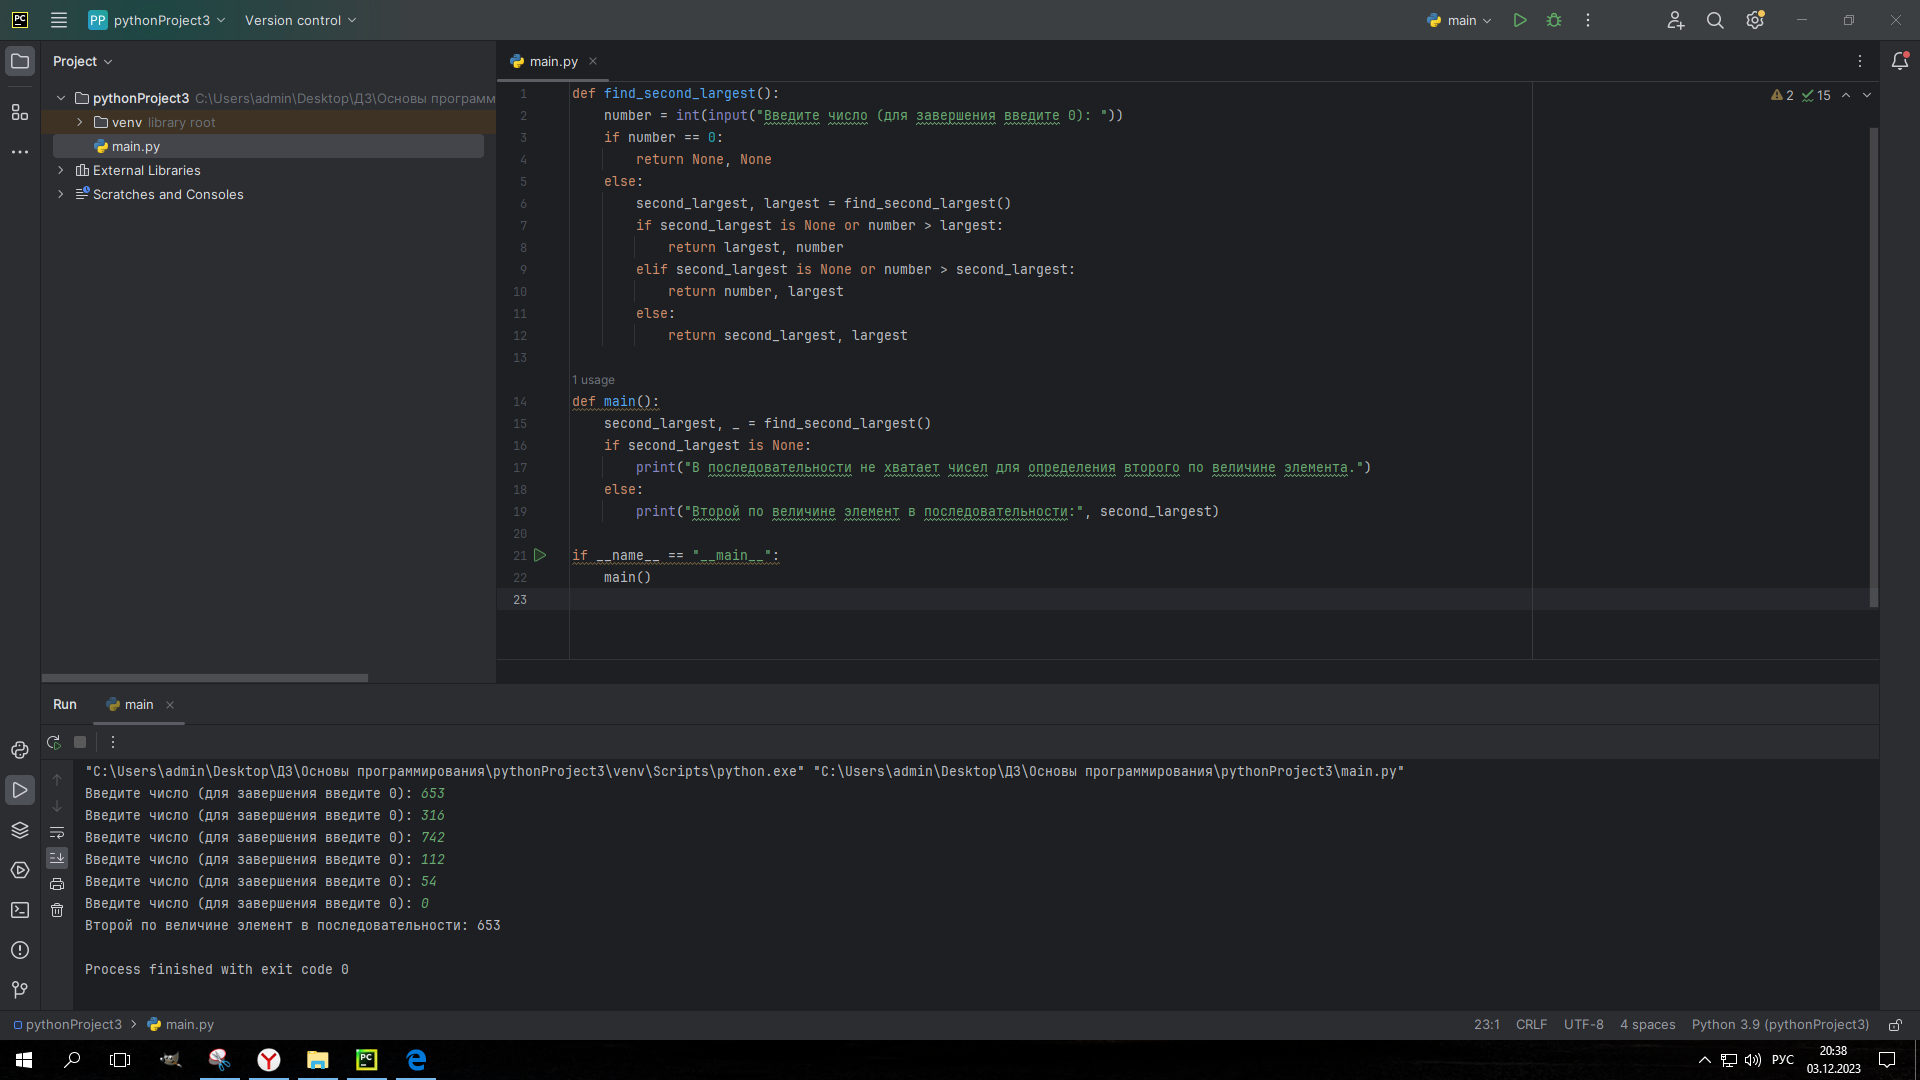 PC
PP pythonProject3
Version control
main
Project
pythonProject3 C:\Users\admin\Desktop\ДЗ\Основы программ
venv library root
main.py
External Libraries
Scratches and Consoles
main.py
2 15
1 def find_second_largest():
2 number = int(input("Введите число (для завершения введите 0): "))
3 if number == 0:
4 return None, None
5 else:
6 second_largest, largest = find_second_largest()
7 if second_largest is None or number > largest:
8 return largest, number
9 elif second_largest is None or number > second_largest:
10 return number, largest
11 else:
12 return second_largest, largest
13
1 usage
14 def main():
15 second_largest, _ = find_second_largest()
16 if second_largest is None:
17 print("В последовательности не хватает чисел для определения второго по величине элемента.")
18 else:
19 print("Второй по величине элемент в последовательности:", second_largest)
20
21 if __name__ == "__main__":
22 main()
23
Run
main
"C:\Users\admin\Desktop\ДЗ\Основы программирования\pythonProject3\venv\Scripts\python.exe" "C:\Users\admin\Desktop\ДЗ\Основы программирования\pythonProject3\main.py"
Введите число (для завершения введите 0): 653
Введите число (для завершения введите 0): 316
Введите число (для завершения введите 0): 742
Введите число (для завершения введите 0): 112
Введите число (для завершения введите 0): 54
Введите число (для завершения введите 0): 0
Второй по величине элемент в последовательности: 653
Process finished with exit code 0
pythonProject3 > main.py
23:1 CRLF UTF-8 4 spaces Python 3.9 (pythonProject3)
PC
РУС
20:38
03.12.2023